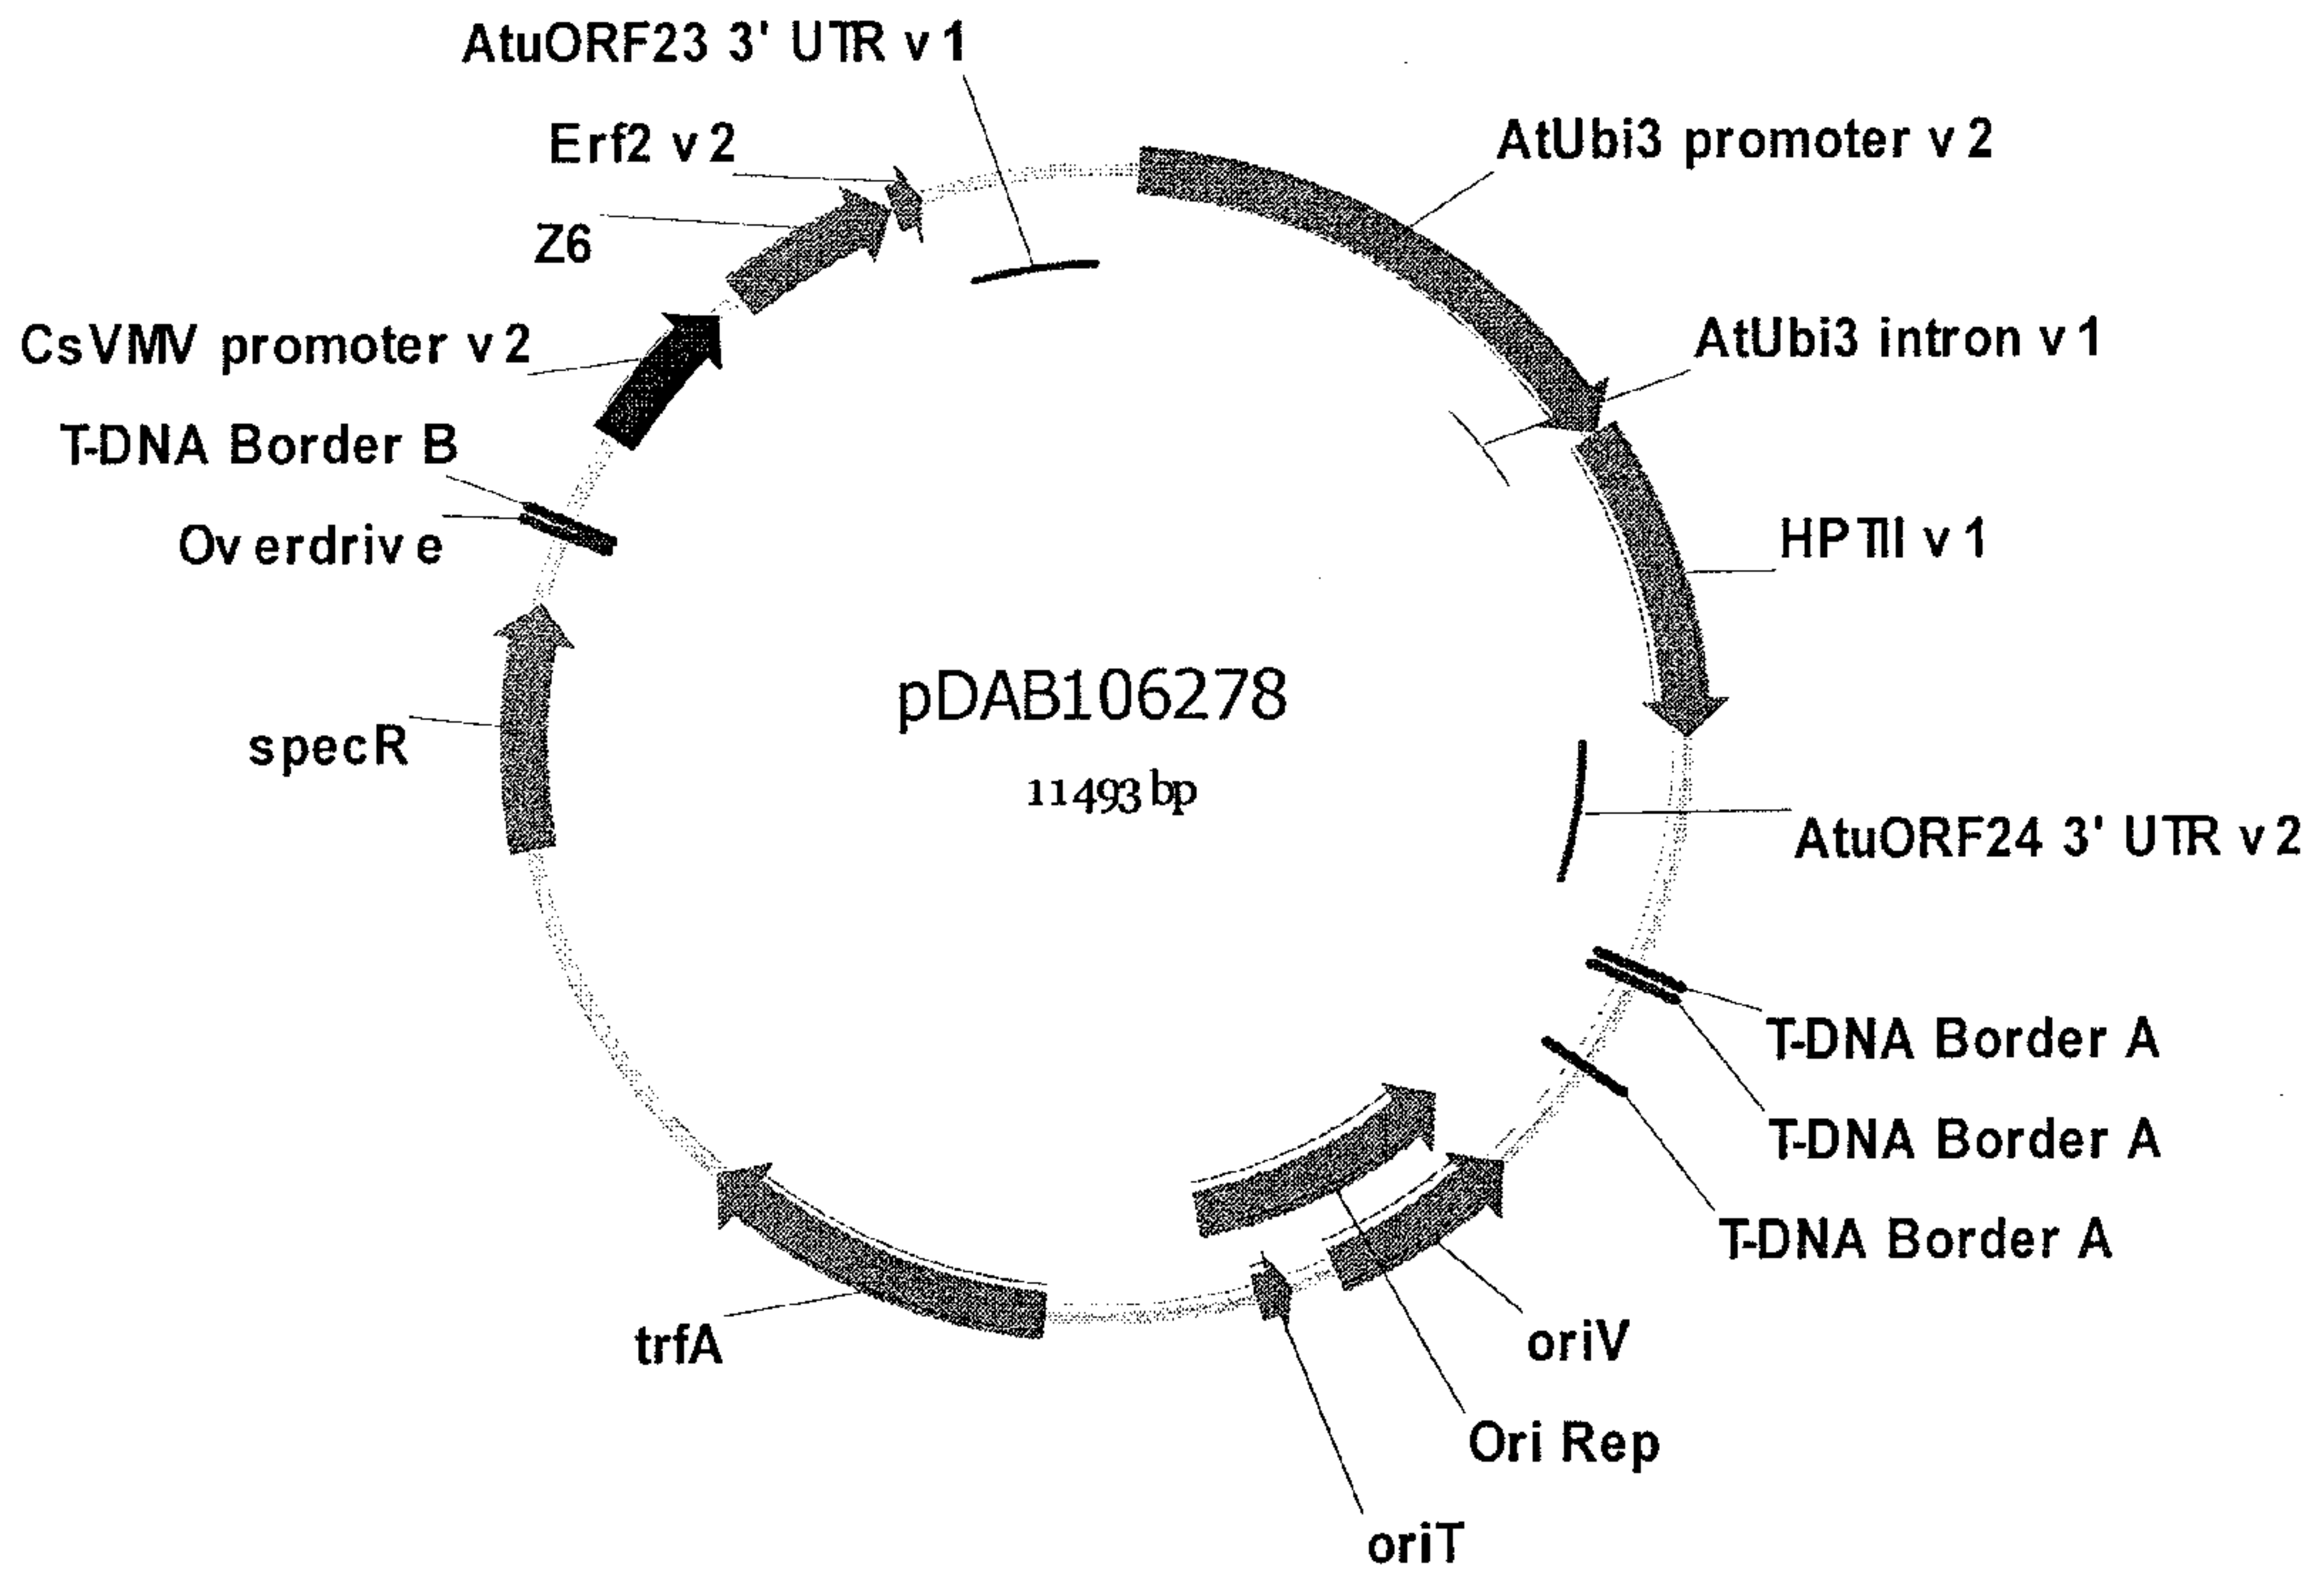 AtuORF23 3' UTR v1
Erf2 v2
AtUbi3 promoter v2
Z6
CsVMV promoter v2
AtUbi3 intron v1
T-DNA Border B
Overdrive
HPTII v1
pDAB106278
specR
11493 bp
AtuORF24 3' UTR v2
T-DNA Border A
T-DNA Border A
T-DNA Border A
trfA
oriV
Ori Rep
oriT